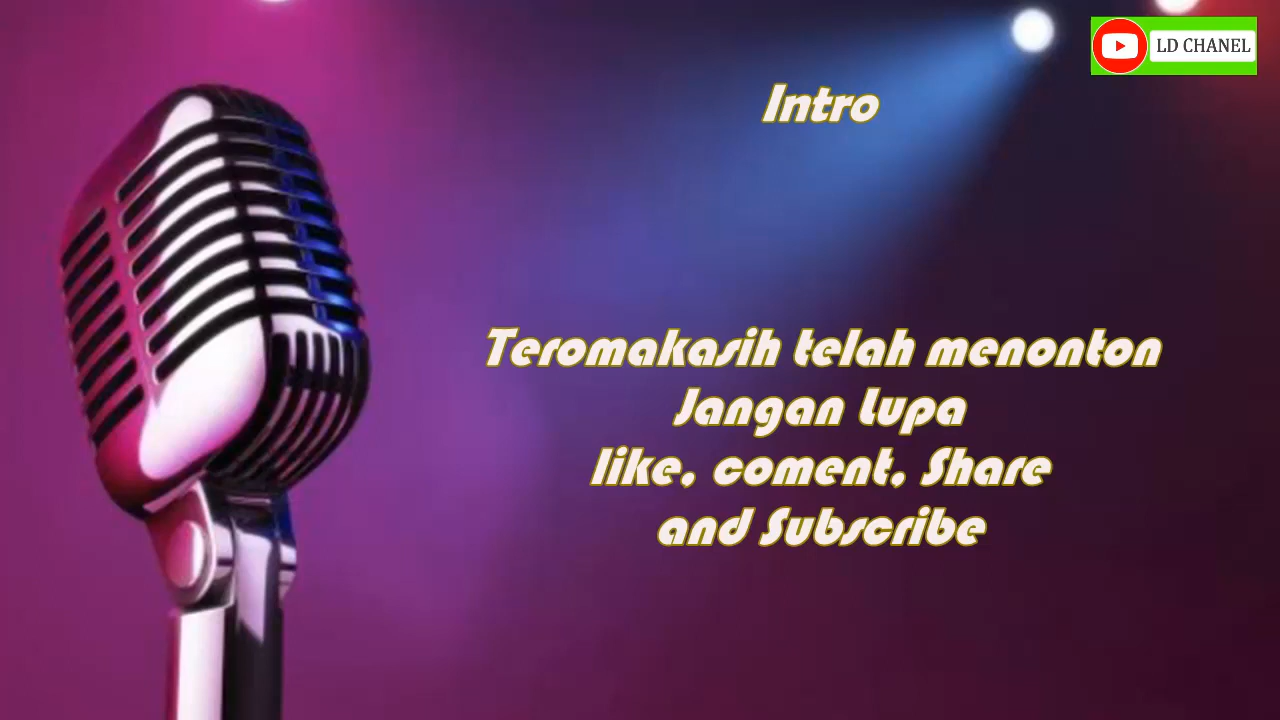 LD CHANEL
Intro
Teromakasih telah menonton
Jangan Lupa
like, coment, Share
and Subscribe